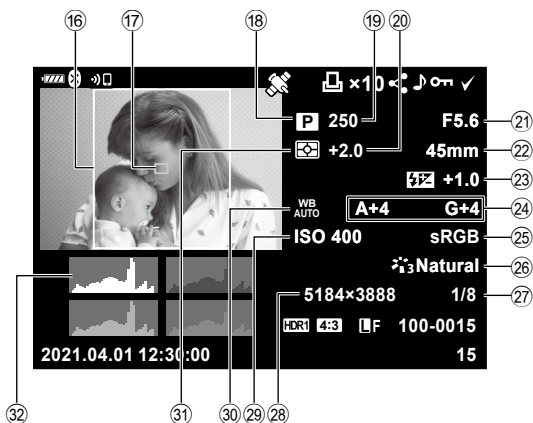 ⑯ ⑰ ⑱ ⑲ ⑳
×10
P 250 F5.6 ㉑
+2.0 45mm ㉒
+1.0 ㉓
WB AUTO A+4 G+4 ㉔
ISO 400 sRGB ㉕
3 Natural ㉖
5184×3888 1/8 ㉗
HDR1 4:3 LF 100-0015
2021.04.01 12:30:00 15
㉜ ㉛ ㉚ ㉙ ㉘